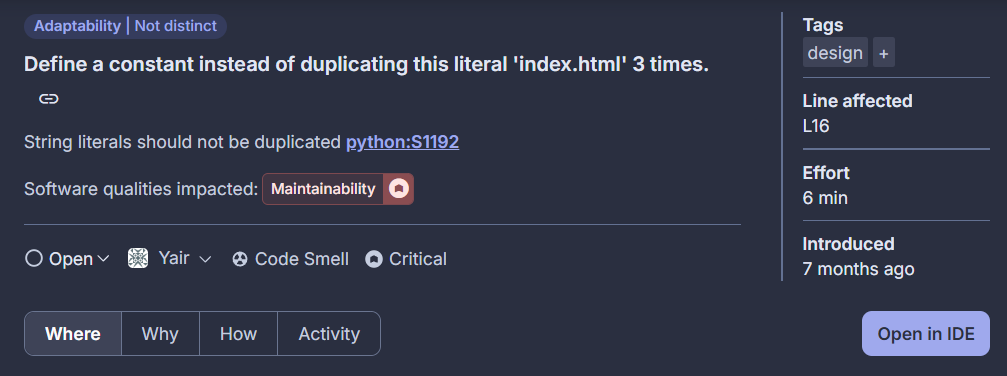 Adaptability | Not distinct
Define a constant instead of duplicating this literal 'index.html' 3 times.
String literals should not be duplicated python:S1192
Software qualities impacted: Maintainability
Open Yair Code Smell Critical
Where Why How Activity
Tags
design +
Line affected
L16
Effort
6 min
Introduced
7 months ago
Open in IDE